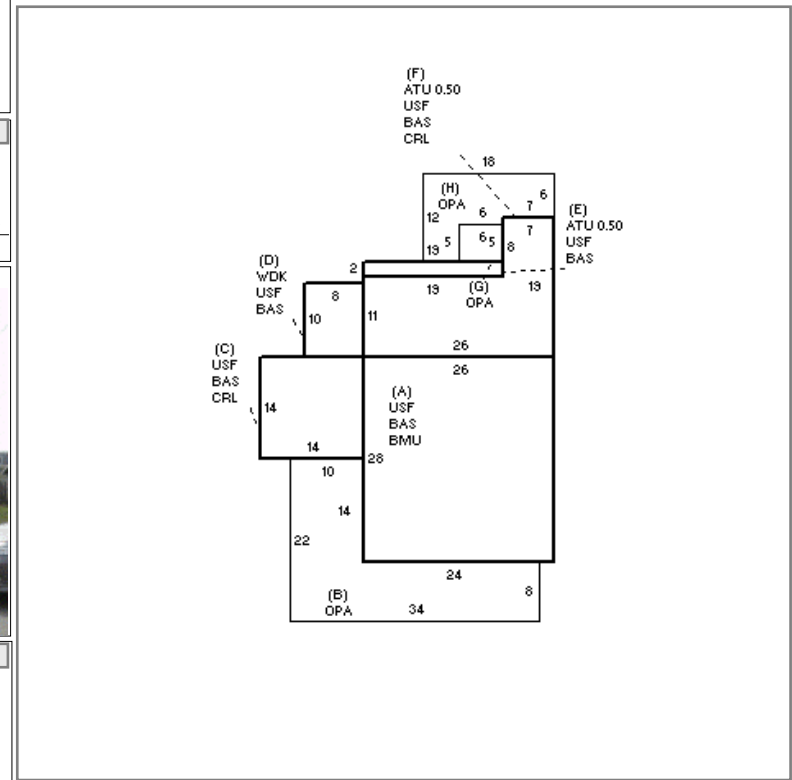 (F)
ATU 0.50
USF
BAS
CRL
18
(H)
OPA
6
7
6
(E)
ATU 0.50
USF
BAS
12
7
6
5
5
8
19
(D)
WDK
USF
BAS
2
8
19
(G)
OPA
19
10
11
(C)
USF
BAS
CRL
26
26
14
(A)
USF
BAS
BMU
14
28
10
14
22
24
8
(B)
OPA
34